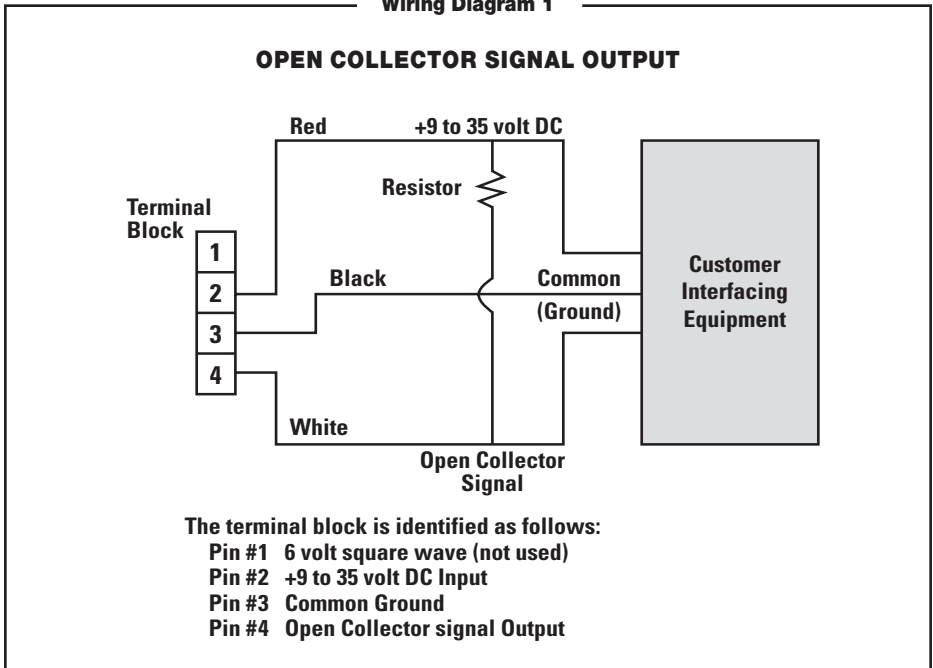 Wiring Diagram 1
OPEN COLLECTOR SIGNAL OUTPUT
Red
+9 to 35 volt DC
Resistor
Terminal
Block
1
2
3
4
Black
Common
(Ground)
Customer
Interfacing
Equipment
White
Open Collector
Signal
The terminal block is identified as follows:
Pin #1 6 volt square wave (not used)
Pin #2 +9 to 35 volt DC Input
Pin #3 Common Ground
Pin #4 Open Collector signal Output